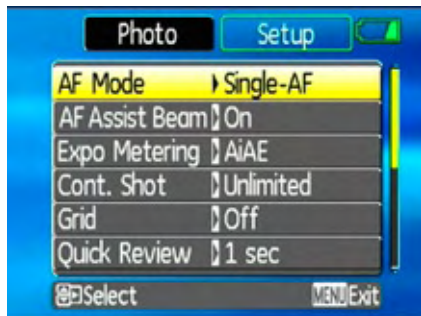 Photo Setup
AF Mode Single-AF
AF Assist Beam On
Expo Metering AiAE
Cont. Shot Unlimited
Grid Off
Quick Review 1 sec
Select MENU Exit